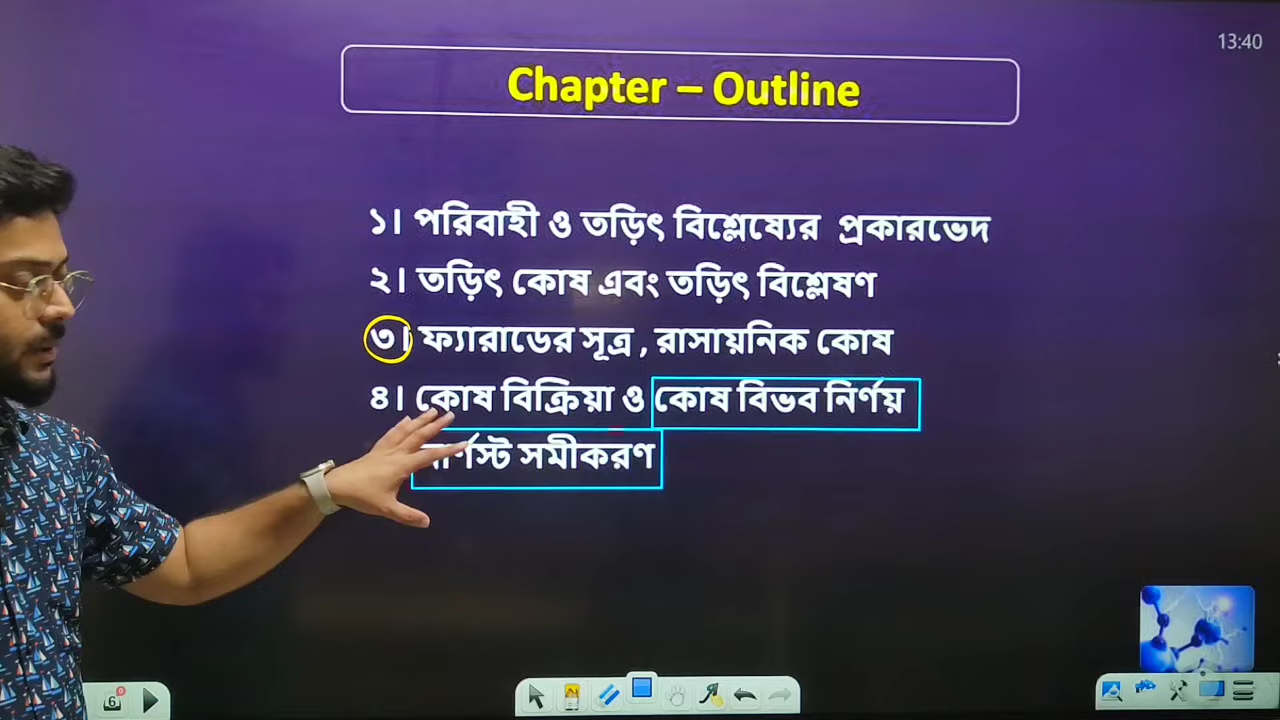 13:40
Chapter – Outline
১। পরিবাহী ও তড়িৎ বিশ্লেষ্যের প্রকারভেদ
২। তড়িৎ কোষ এবং তড়িৎ বিশ্লেষণ
৩। ফ্যারাডের সূত্র , রাসায়নিক কোষ
৪। কোষ বিক্রিয়া ও কোষ বিভব নির্ণয়
সমীকরণ
6